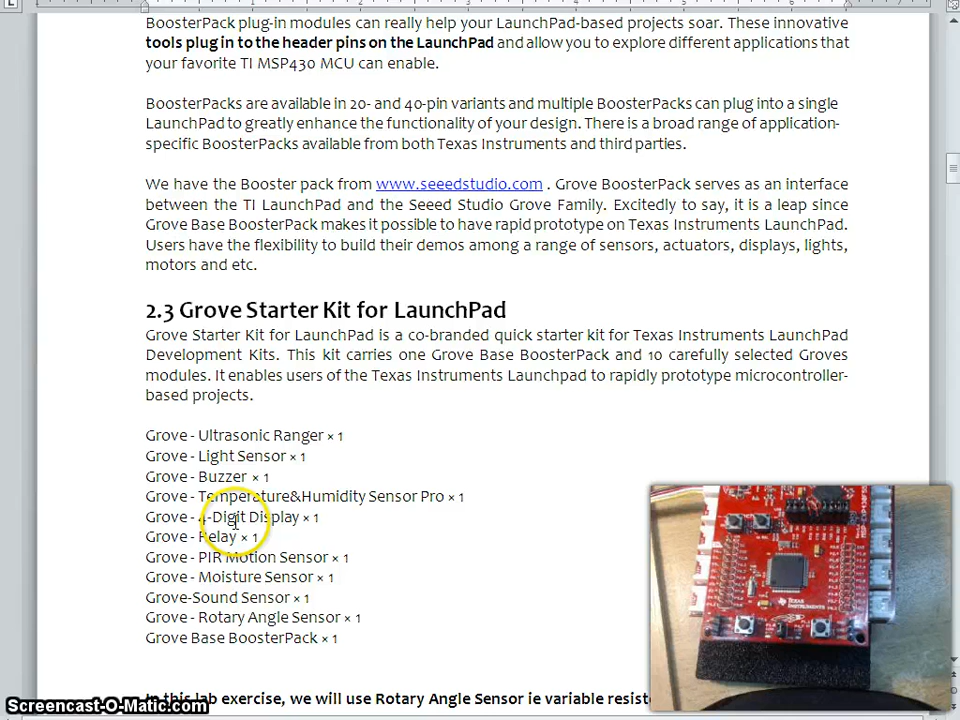 BoosterPack plug-in modules can really help your LaunchPad-based projects soar. These innovative
tools plug in to the header pins on the LaunchPad and allow you to explore different applications that
your favorite TI MSP430 MCU can enable.
BoosterPacks are available in 20- and 40-pin variants and multiple BoosterPacks can plug into a single
LaunchPad to greatly enhance the functionality of your design. There is a broad range of application-
specific BoosterPacks available from both Texas Instruments and third parties.
We have the Booster pack from www.seeedstudio.com . Grove BoosterPack serves as an interface
between the TI LaunchPad and the Seeed Studio Grove Family. Excitedly to say, it is a leap since
Grove Base BoosterPack makes it possible to have rapid prototype on Texas Instruments LaunchPad.
Users have the flexibility to build their demos among a range of sensors, actuators, displays, lights,
motors and etc.
2.3 Grove Starter Kit for LaunchPad
Grove Starter Kit for LaunchPad is a co-branded quick starter kit for Texas Instruments LaunchPad
Development Kits. This kit carries one Grove Base BoosterPack and 10 carefully selected Groves
modules. It enables users of the Texas Instruments Launchpad to rapidly prototype microcontroller-
based projects.
Grove - Ultrasonic Ranger × 1
Grove - Light Sensor × 1
Grove - Buzzer × 1
Grove - Temperature&Humidity Sensor Pro × 1
Grove - 4-Digit Display × 1
Grove - Relay × 1
Grove - PIR Motion Sensor × 1
Grove - Moisture Sensor × 1
Grove-Sound Sensor × 1
Grove - Rotary Angle Sensor × 1
Grove Base BoosterPack × 1
In this lab exercise, we will use Rotary Angle Sensor ie variable
TEXAS
INSTRUMENTS
Screencast-O-Matic.com